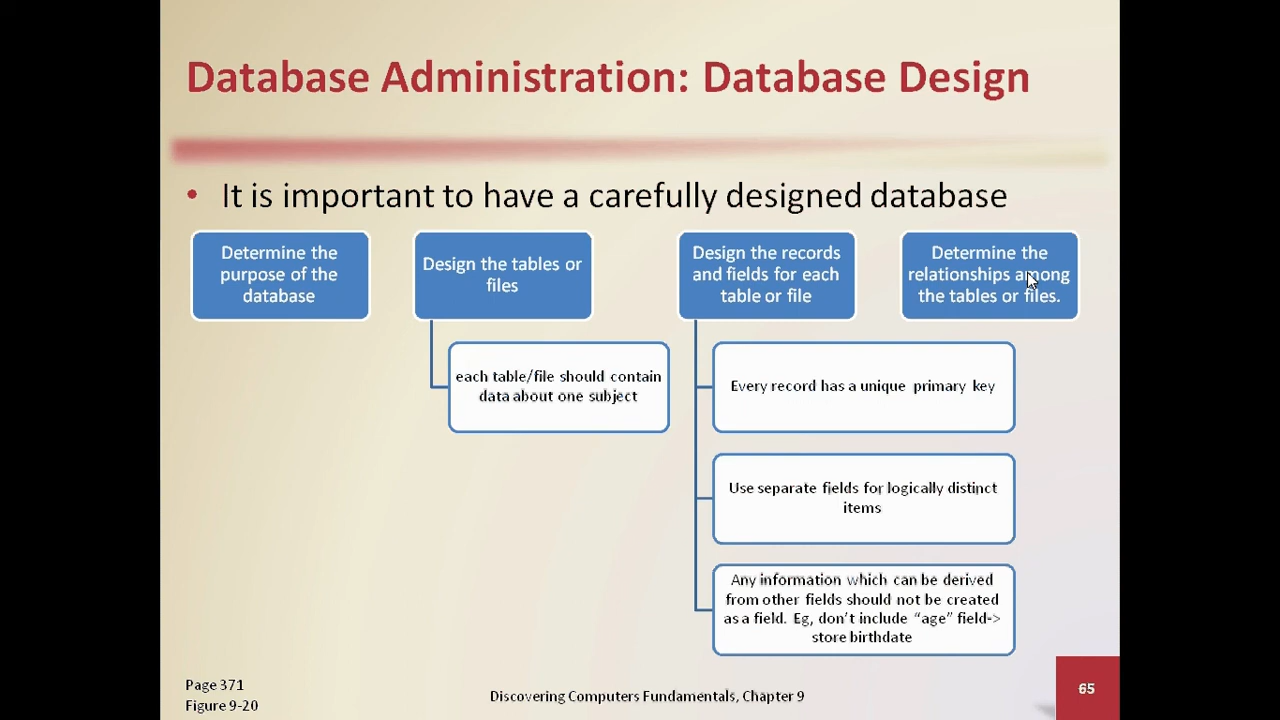 Database Administration: Database Design
• It is important to have a carefully designed database
Determine the
purpose of the
database
Design the tables or
files
each table/file should contain
data about one subject
Design the records
and fields for each
table or file
Every record has a unique primary key
Use separate fields for logically distinct
items
Any information which can be derived
from other fields should not be created
as a field. Eg, don't include “age” field->
store birthdate
Determine the
relationships among
the tables or files.
Page 371
Figure 9-20
Discovering Computers Fundamentals, Chapter 9
65